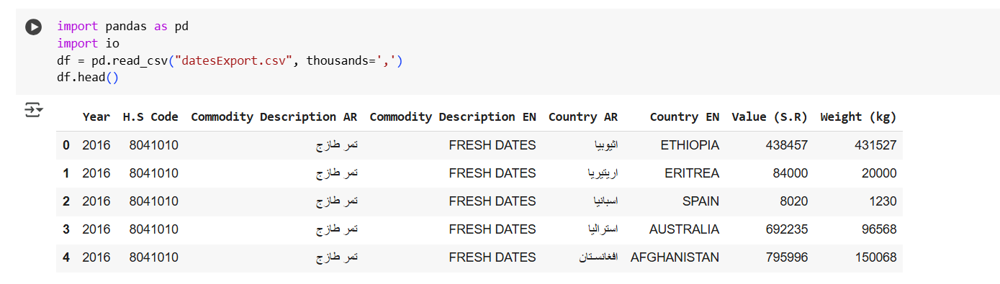 import pandas as pd
import io
df = pd.read_csv("datesExport.csv", thousands=',')
df.head()
Year H.S Code Commodity Description AR Commodity Description EN Country AR Country EN Value (S.R) Weight (kg)
0 2016 8041010 تمر طازج FRESH DATES اثيوبيا ETHIOPIA 438457 431527
1 2016 8041010 تمر طازج FRESH DATES اريتيريا ERITREA 84000 20000
2 2016 8041010 تمر طازج FRESH DATES اسبانيا SPAIN 8020 1230
3 2016 8041010 تمر طازج FRESH DATES استراليا AUSTRALIA 692235 96568
4 2016 8041010 تمر طازج FRESH DATES افغانستان AFGHANISTAN 795996 150068